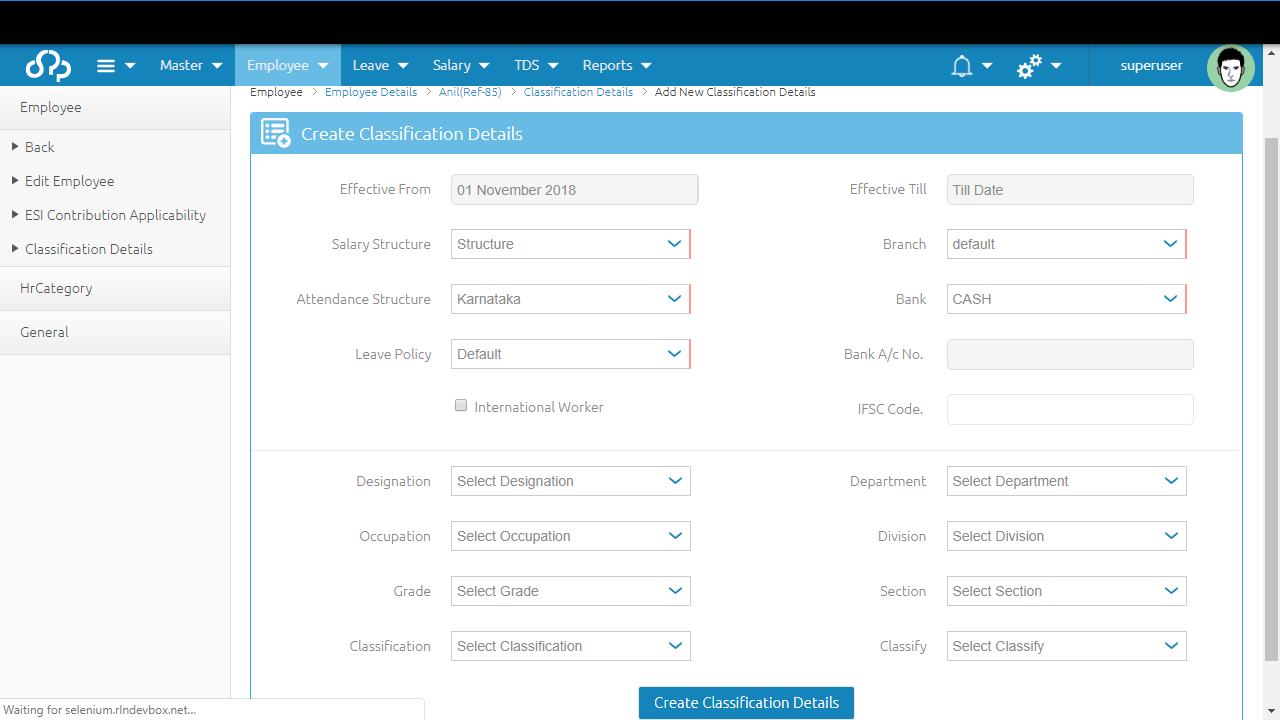 Master Employee Leave Salary TDS Reports superuser
Employee > Employee Details > Anil(Ref-85) > Classification Details > Add New Classification Details
Employee
Back
Edit Employee
ESI Contribution Applicability
Classification Details
HrCategory
General
Create Classification Details
Effective From 01 November 2018 Effective Till Till Date
Salary Structure Structure Branch default
Attendance Structure Karnataka Bank CASH
Leave Policy Default Bank A/c No.
International Worker IFSC Code.
Designation Select Designation Department Select Department
Occupation Select Occupation Division Select Division
Grade Select Grade Section Select Section
Classification Select Classification Classify Select Classify
Create Classification Details
Waiting for selenium.rlndevbox.net...